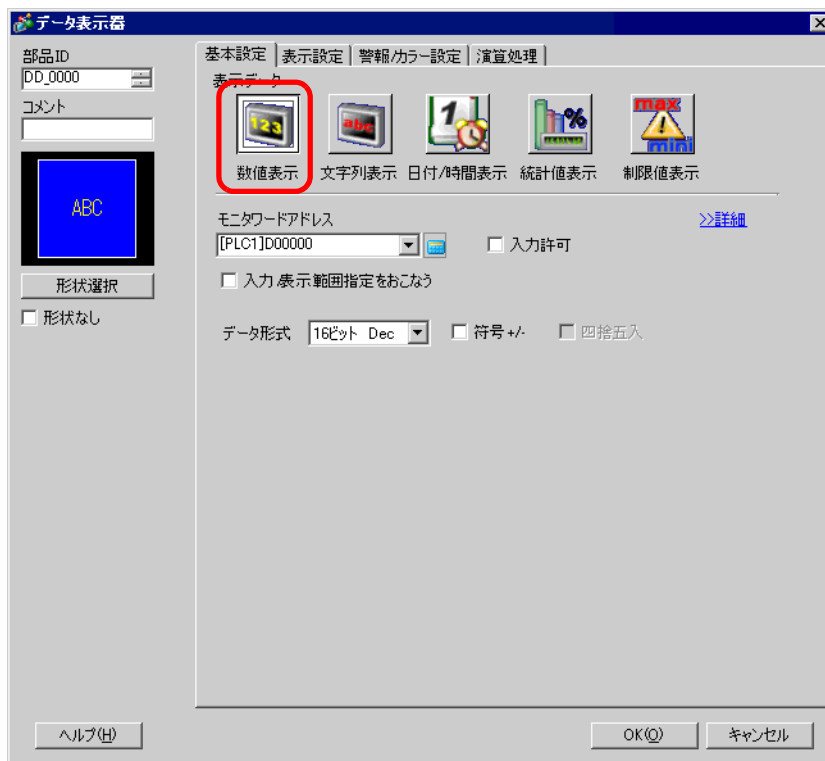 データ表示器
部品ID
DD_0000
コメント
ABC
形状選択
形状なし
基本設定 表示設定 警報/カラー設定 演算処理
表示データ
123 abc 1 % max mini
数値表示 文字列表示 日付/時間表示 統計値表示 制限値表示
モニタワードアドレス >>詳細
[PLC1]D00000 入力許可
入力/表示範囲指定をおこなう
データ形式 16ビット Dec 符号+/- 四捨五入
ヘルプ(H) OK(O) キャンセル